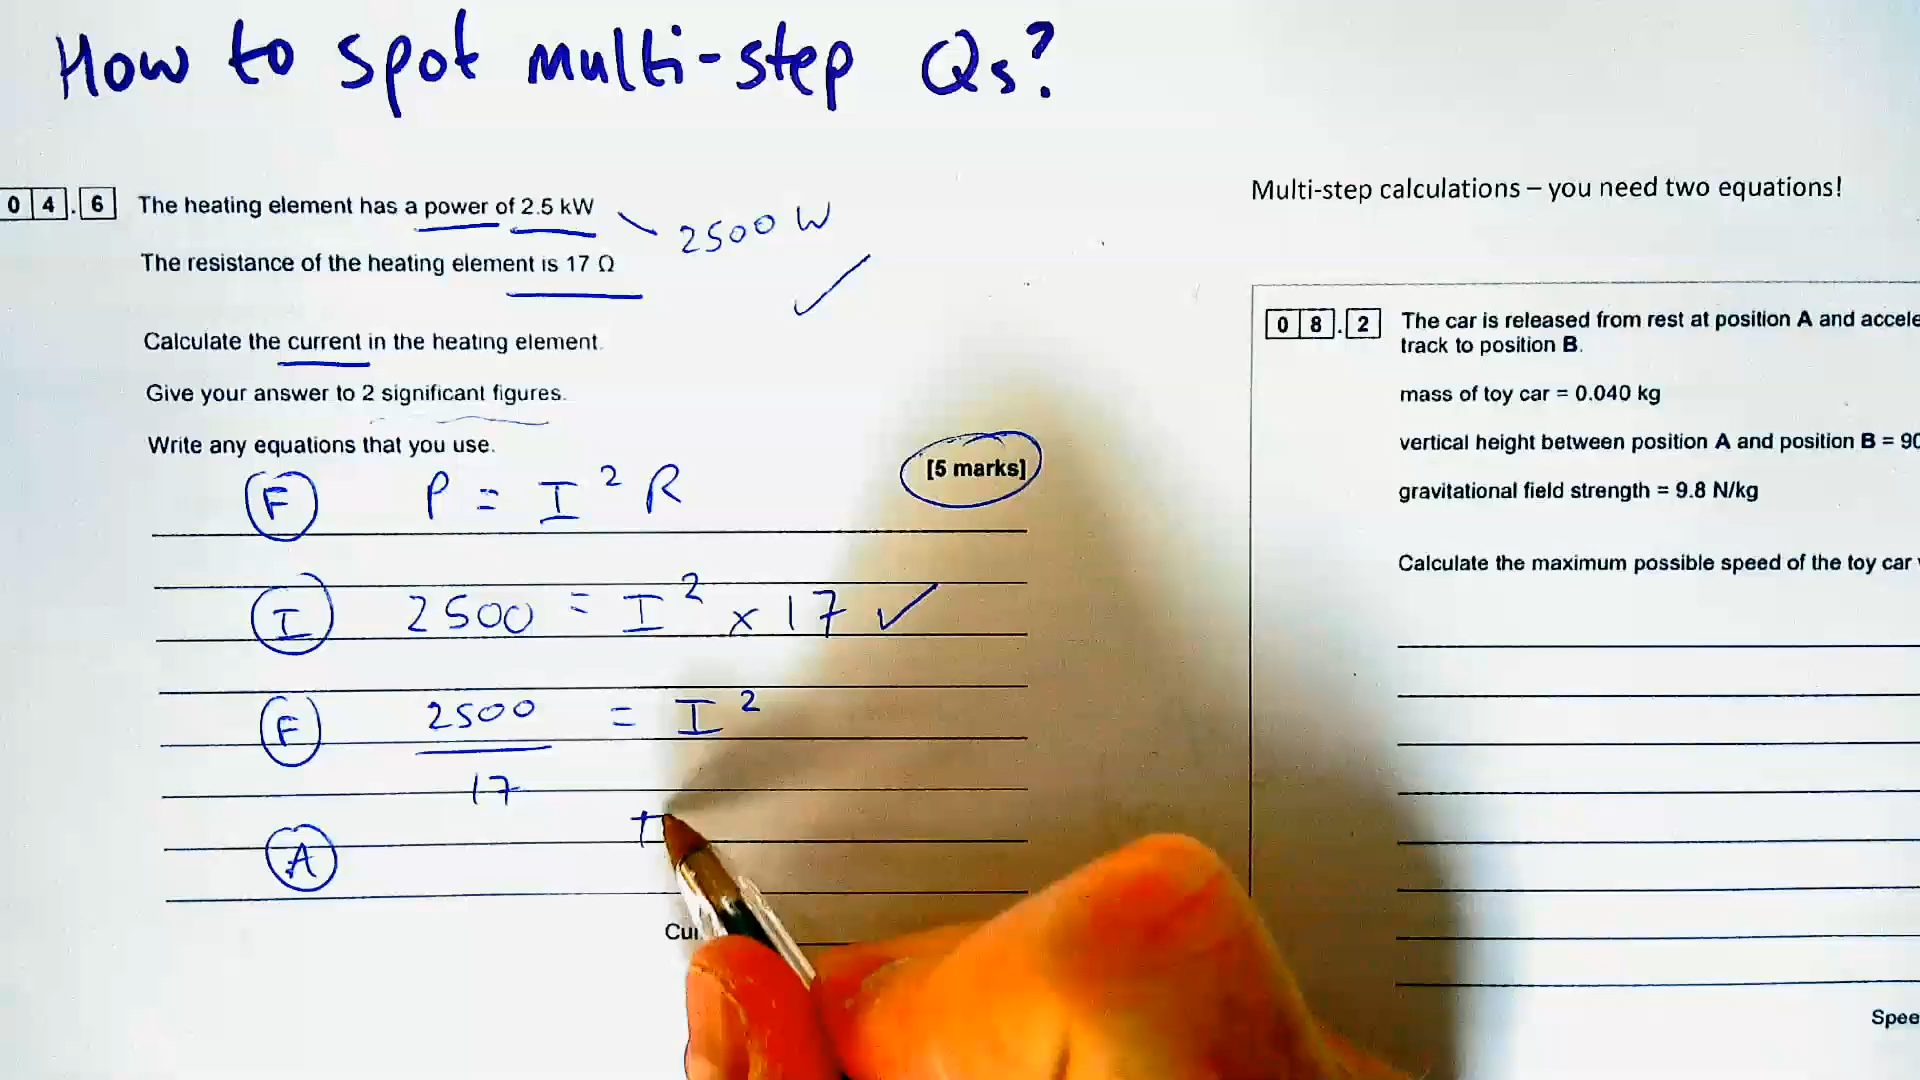 How to spot multi-step Qs?
04.6 The heating element has a power of 2.5 kW
2500 W
The resistance of the heating element is 17 Ω
Calculate the current in the heating element.
Give your answer to 2 significant figures.
Write any equations that you use.
[5 marks]
F P = I² R
I 2500 = I² x 17 ✓
F 2500 = I²
17
A
Multi-step calculations – you need two equations!
08.2 The car is released from rest at position A and accele
track to position B.
mass of toy car = 0.040 kg
vertical height between position A and position B = 90
gravitational field strength = 9.8 N/kg
Calculate the maximum possible speed of the toy car
Spee